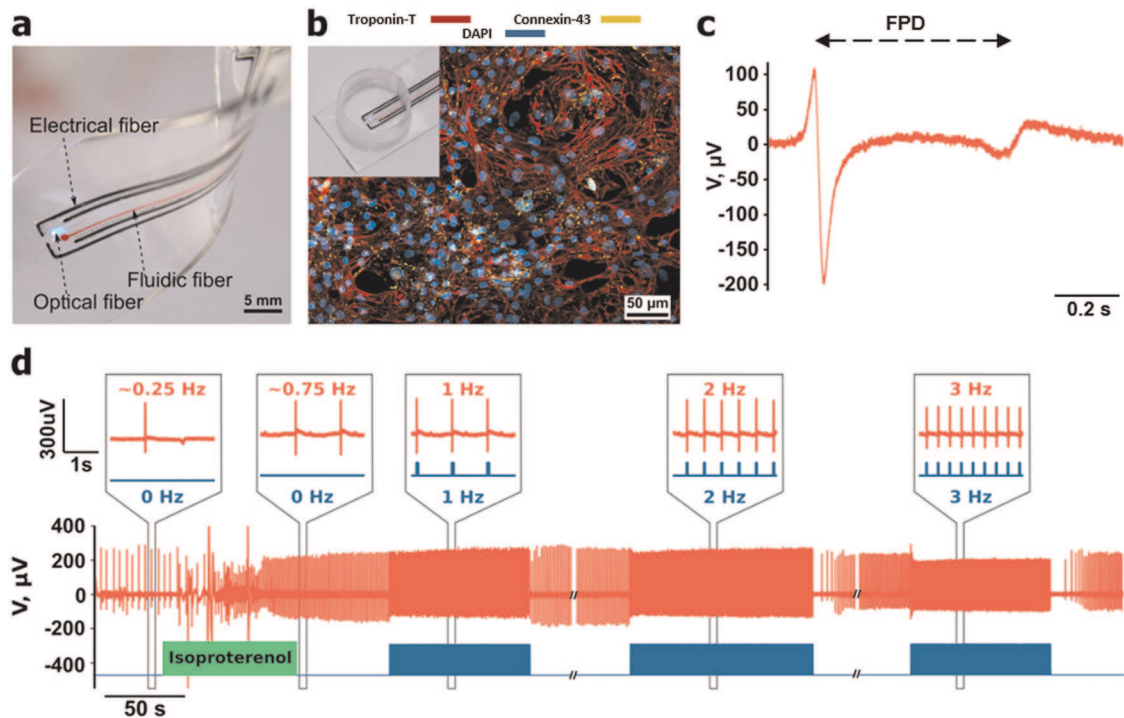 a
Electrical fiber
Fluidic fiber
Optical fiber
5 mm
b
Troponin-T
Connexin-43
DAPI
50 µm
c
FPD
V, µV
100
50
0
-50
-100
-150
-200
0.2 s
d
300uV
1s
~0.25 Hz
0 Hz
~0.75 Hz
0 Hz
1 Hz
1 Hz
2 Hz
2 Hz
3 Hz
3 Hz
V, µV
400
200
0
-200
-400
Isoproterenol
50 s